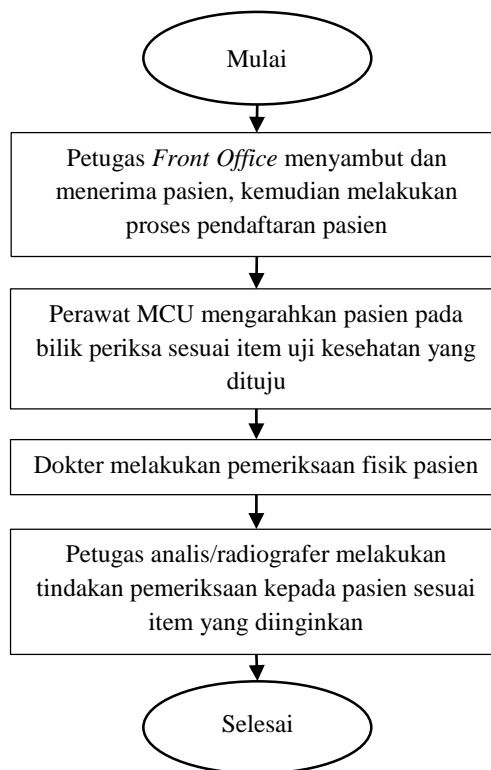 Mulai
Petugas Front Office menyambut dan
menerima pasien, kemudian melakukan
proses pendaftaran pasien
Perawat MCU mengarahkan pasien pada
bilik periksa sesuai item uji kesehatan yang
dituju
Dokter melakukan pemeriksaan fisik pasien
Petugas analis/radiografer melakukan
tindakan pemeriksaan kepada pasien sesuai
item yang diinginkan
Selesai